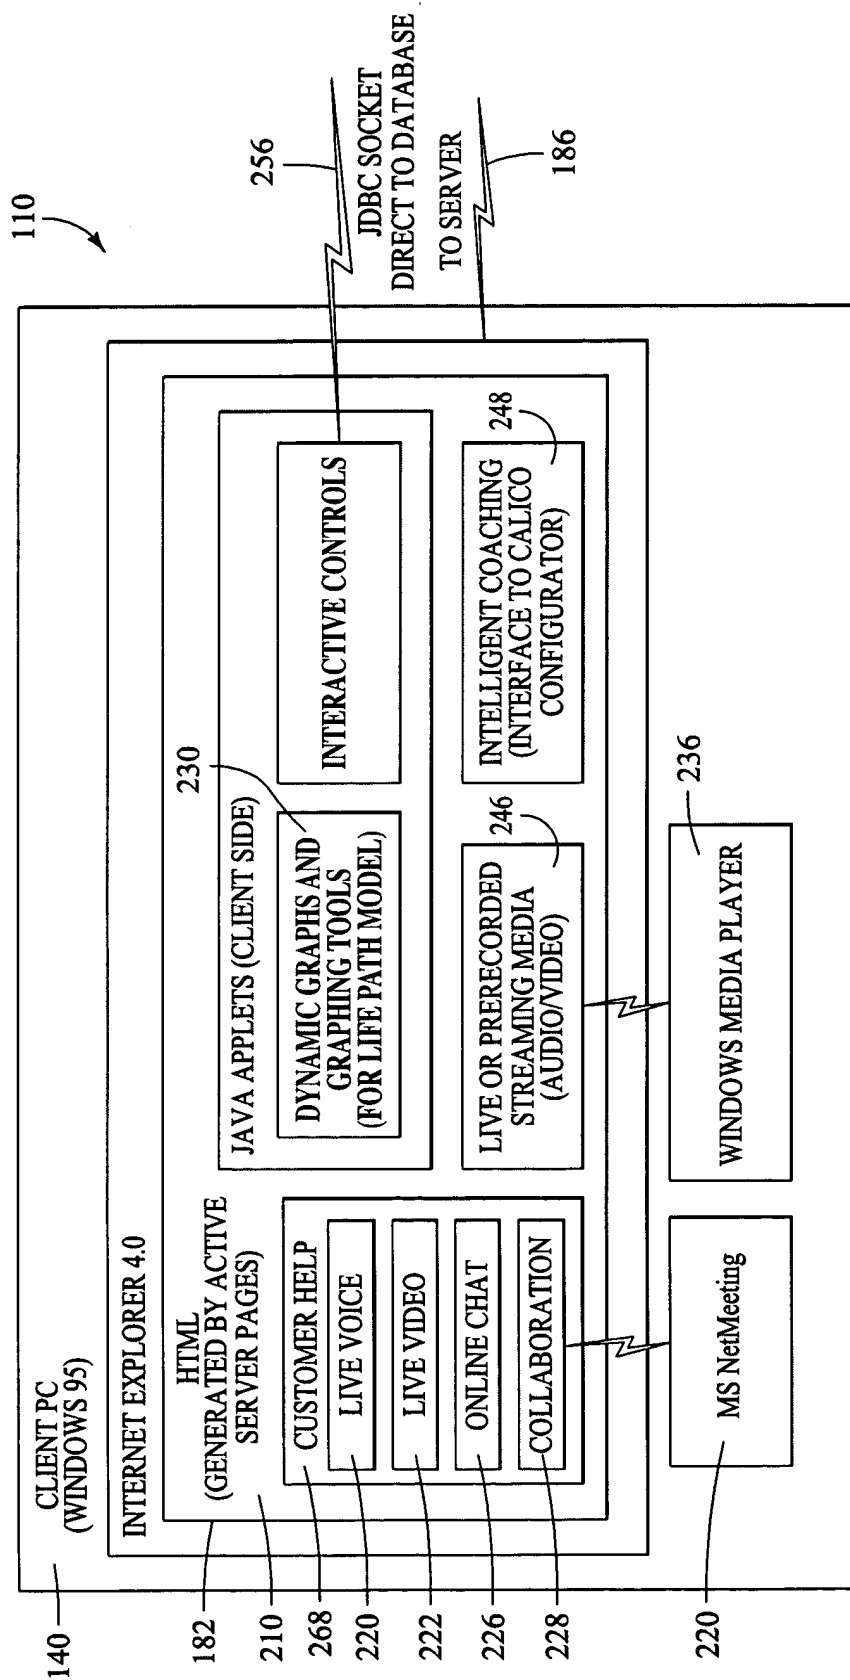 110
CLIENT PC
(WINDOWS 95)
INTERNET EXPLORER 4.0
HTML
(GENERATED BY ACTIVE
SERVER PAGES)
CUSTOMER HELP
LIVE VOICE
LIVE VIDEO
ONLINE CHAT
COLLABORATION
JAVA APPLETS (CLIENT SIDE)
230
DYNAMIC GRAPHS AND
GRAPHING TOOLS
(FOR LIFE PATH MODEL)
INTERACTIVE CONTROLS
256
JDBC SOCKET
DIRECT TO DATABASE
TO SERVER
186
246
LIVE OR PRERECORDED
STREAMING MEDIA
(AUDIO/VIDEO)
248
INTELLIGENT COACHING
(INTERFACE TO CALICO
CONFIGURATOR)
MS NetMeeting
WINDOWS MEDIA PLAYER
236
140
182
210
268
220
222
226
228
220